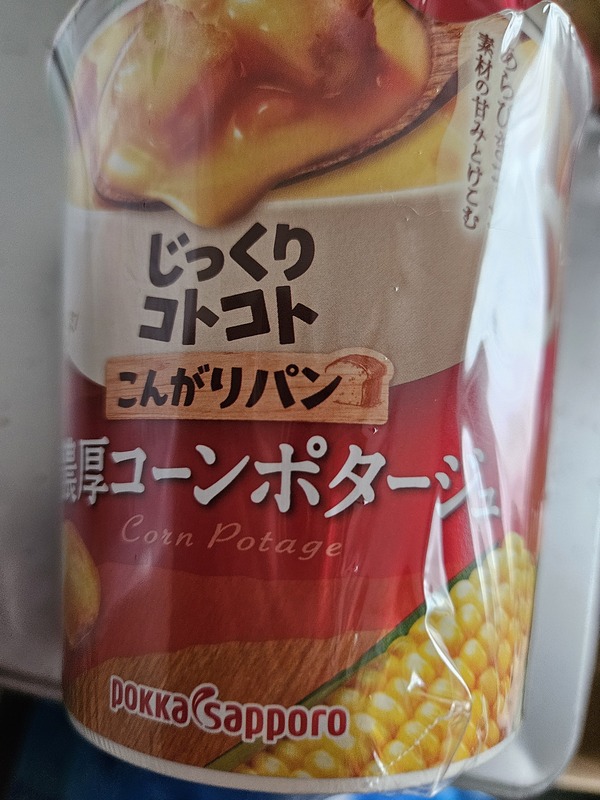 素材の甘みとけこむ
じっくり
コトコト
こんがりパン
濃厚コーンポタージュ
Corn Potage
pokka sapporo